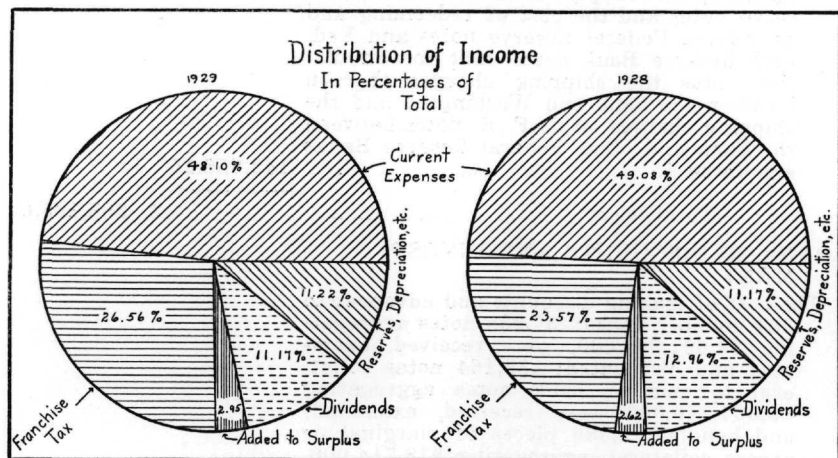 Distribution of Income
In Percentages of
Total
1929
1928
48.10%
Current
Expenses
49.08%
26.56%
11.22%
Reserves, Depreciation, etc.
11.17%
2.95
Franchise
Tax
Dividends
Added to Surplus
23.57%
11.17%
Reserves, Depreciation, etc.
12.96%
2.62
Franchise
Tax
Dividends
Added to Surplus